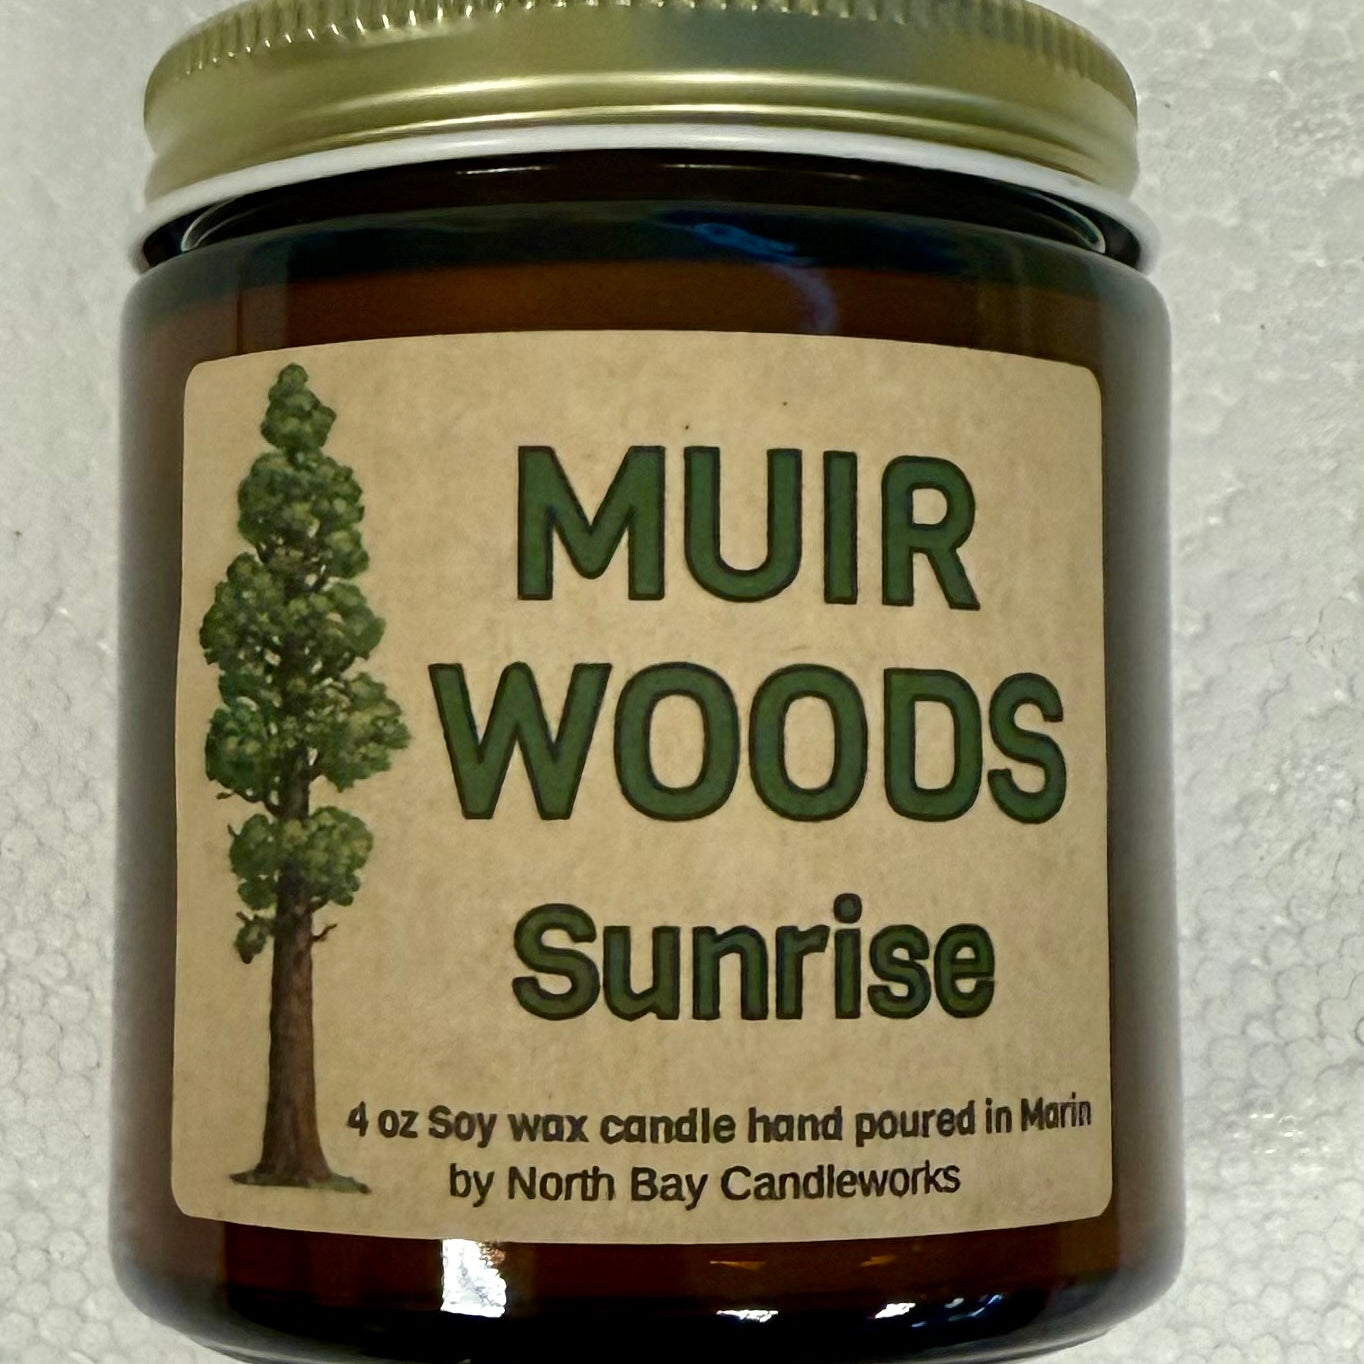 MUIR
WOODS
Sunrise
4 oz Soy wax candle hand poured in Marin
by North Bay Candleworks